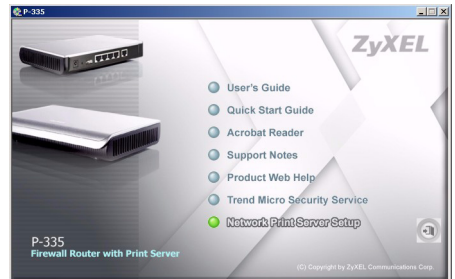 P-335
ZyXEL
User's Guide
Quick Start Guide
Acrobat Reader
Support Notes
Product Web Help
Trend Micro Security Service
Network Print Server Setup
P-335
Firewall Router with Print Server
(C) Copyright by ZyXEL Communications Corp.